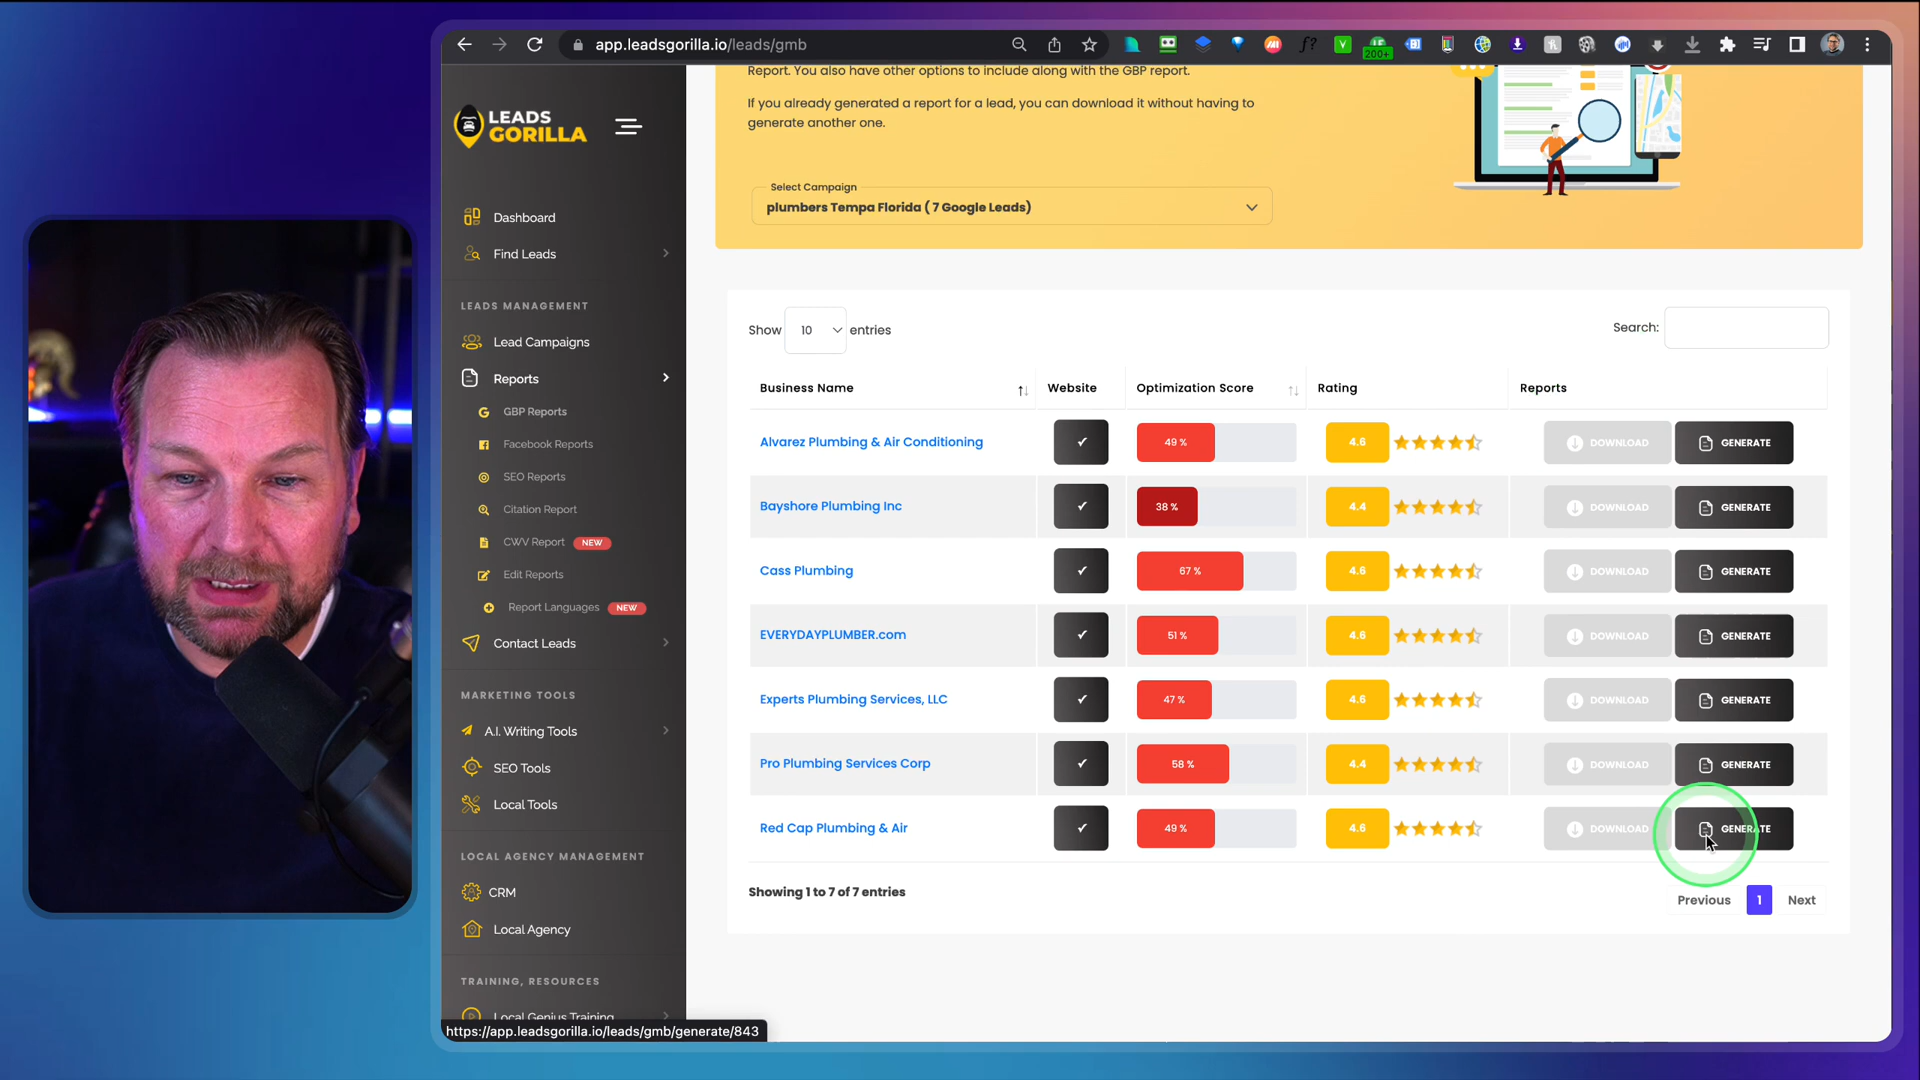 app.leadsgorilla.io/leads/gmb
200+
Report. You also have other options to include along with the GBP report.
If you already generated a report for a lead, you can download it without having to
generate another one.
LEADS
GORILLA
Select Campaign
plumbers Tempa Florida ( 7 Google Leads)
Dashboard
Find Leads
LEADS MANAGEMENT
Lead Campaigns
Reports
GBP Reports
Facebook Reports
SEO Reports
Citation Report
CWV Report NEW
Edit Reports
Report Languages NEW
Contact Leads
MARKETING TOOLS
A.I. Writing Tools
SEO Tools
Local Tools
LOCAL AGENCY MANAGEMENT
CRM
Local Agency
TRAINING, RESOURCES
Local Genius Training
https://app.leadsgorilla.io/leads/gmb/generate/843
Show 10 entries
Search:
Business Name Website Optimization Score Rating Reports
Alvarez Plumbing & Air Conditioning 49 % 4.6 DOWNLOAD GENERATE
Bayshore Plumbing Inc 38 % 4.4 DOWNLOAD GENERATE
Cass Plumbing 67 % 4.6 DOWNLOAD GENERATE
EVERYDAYPLUMBER.com 51 % 4.6 DOWNLOAD GENERATE
Experts Plumbing Services, LLC 47 % 4.6 DOWNLOAD GENERATE
Pro Plumbing Services Corp 58 % 4.4 DOWNLOAD GENERATE
Red Cap Plumbing & Air 49 % 4.6 DOWNLOAD GENERATE
Showing 1 to 7 of 7 entries
Previous 1 Next